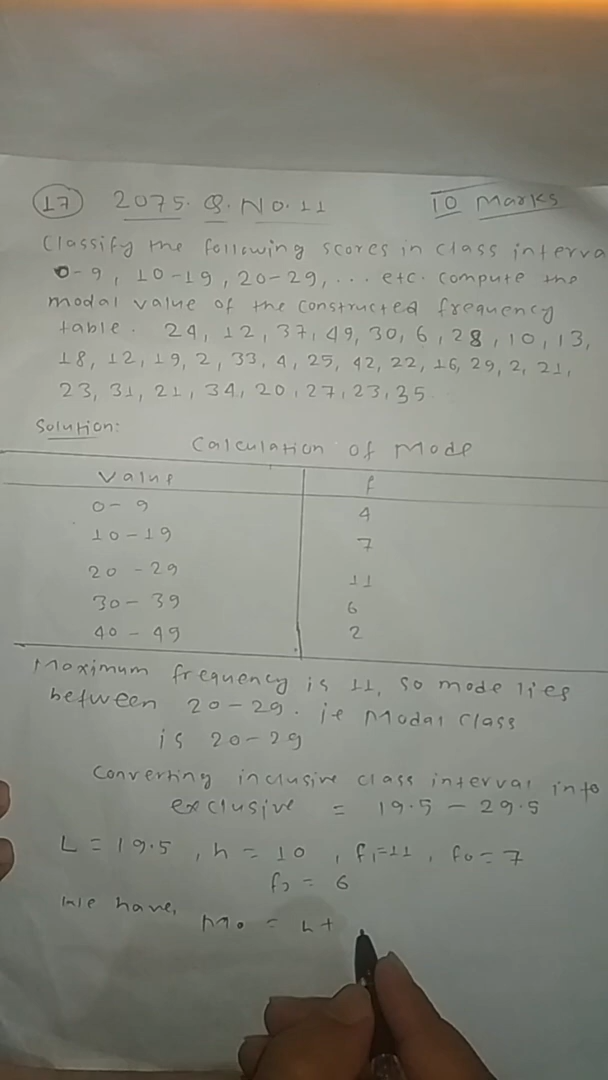 17 2075. Q. NO. 11 10 Marks
Classify the following scores in class interva
0-9, 10-19, 20-29, ... etc. compute the
modal value of the constructed frequency
table. 24, 12, 37, 49, 30, 6, 28, 10, 13,
18, 12, 19, 2, 33, 4, 25, 42, 22, 16, 29, 2, 21,
23, 31, 21, 34, 20, 27, 23, 35
Solution:
Calculation of Mode
Value f
0-9 4
10-19 7
20-29 11
30-39 6
40-49 2
Maximum frequency is 11, so mode lies
between 20-29. ie Modal Class
is 20-29
Converting inclusive class interval into
exclusive = 19.5 - 29.5
L = 19.5, h = 10, f1=11, f0=7
f2 = 6
We have,
Mo = L+